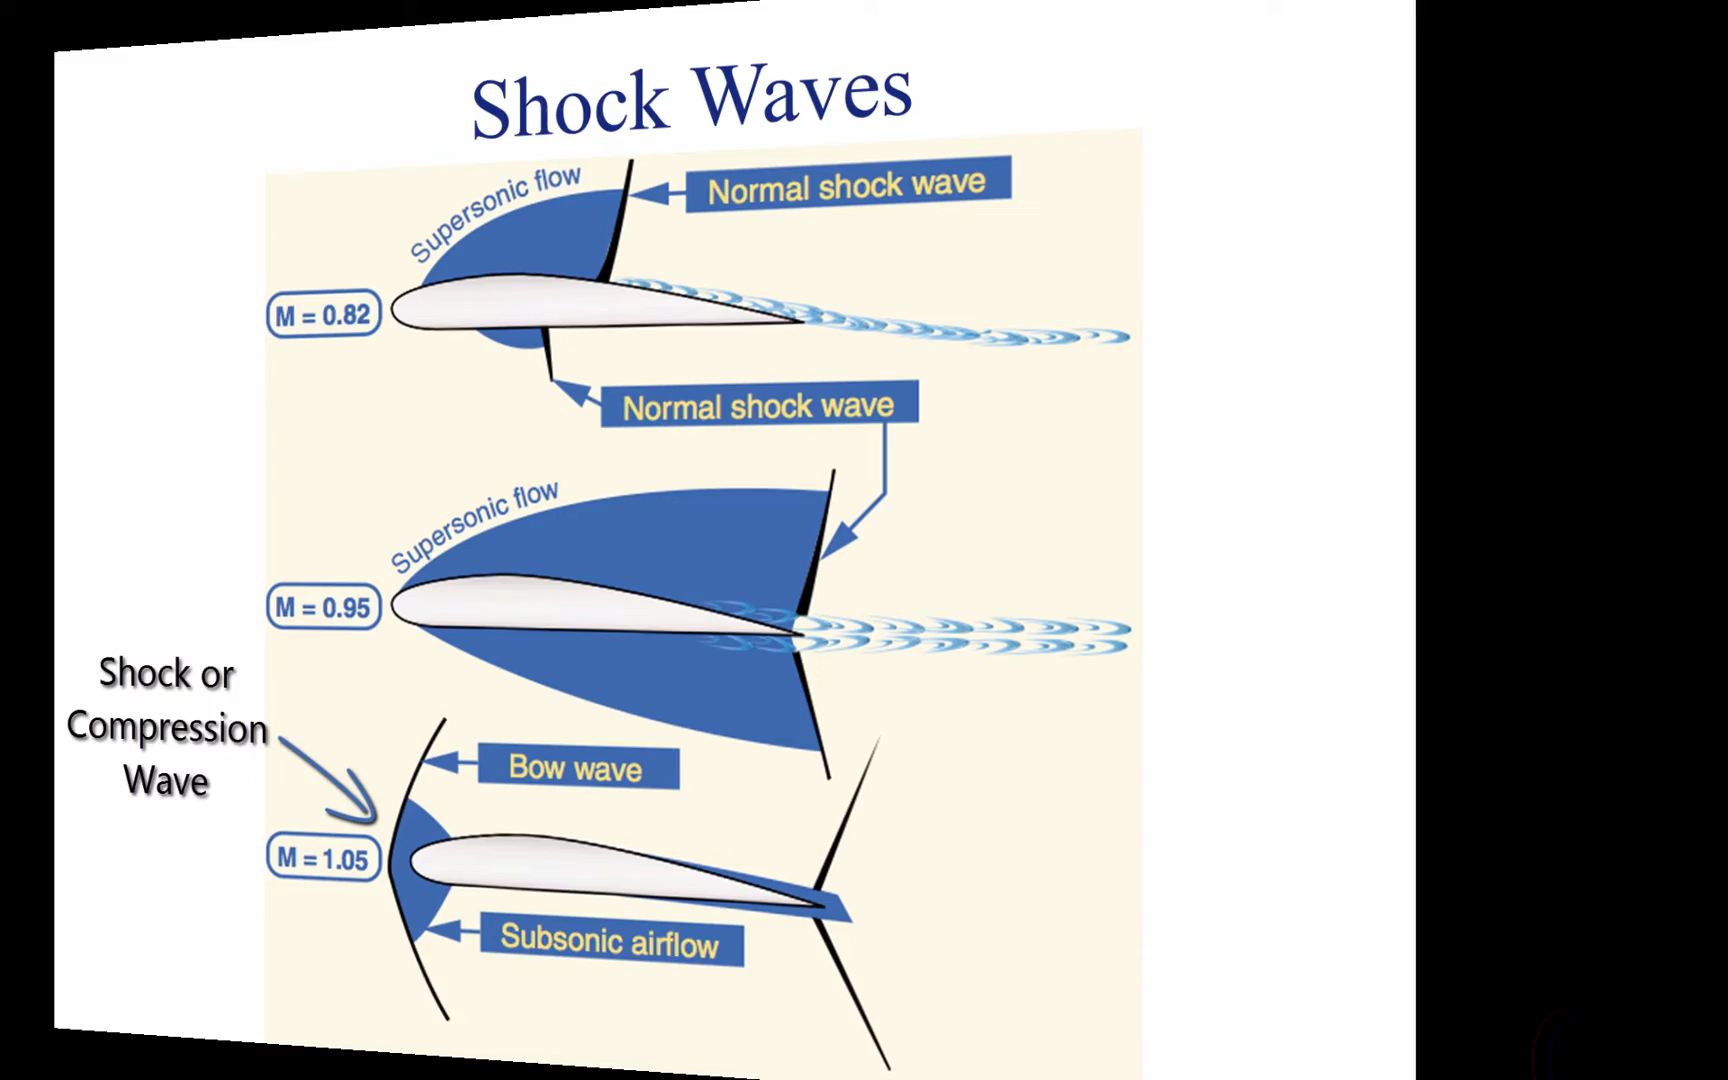 Shock Waves
Supersonic flow
Normal shock wave
M = 0.82
Normal shock wave
Supersonic flow
M = 0.95
Shock or
Compression
Wave
Bow wave
M = 1.05
Subsonic airflow